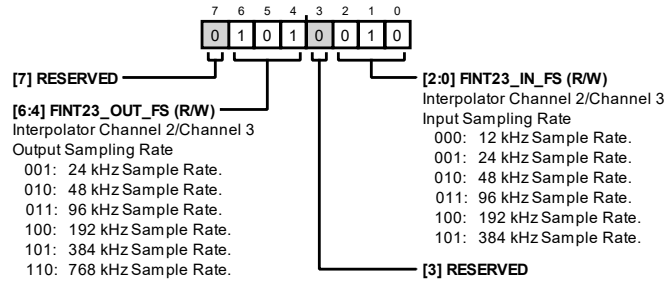 7 6 5 4 3 2 1 0
0 1 0 1 0 0 1 0
[7] RESERVED
[6:4] FINT23_OUT_FS (R/W)
Interpolator Channel 2/Channel 3
Output Sampling Rate
001: 24 kHz Sample Rate.
010: 48 kHz Sample Rate.
011: 96 kHz Sample Rate.
100: 192 kHz Sample Rate.
101: 384 kHz Sample Rate.
110: 768 kHz Sample Rate.
[2:0] FINT23_IN_FS (R/W)
Interpolator Channel 2/Channel 3
Input Sampling Rate
000: 12 kHz Sample Rate.
001: 24 kHz Sample Rate.
010: 48 kHz Sample Rate.
011: 96 kHz Sample Rate.
100: 192 kHz Sample Rate.
101: 384 kHz Sample Rate.
[3] RESERVED